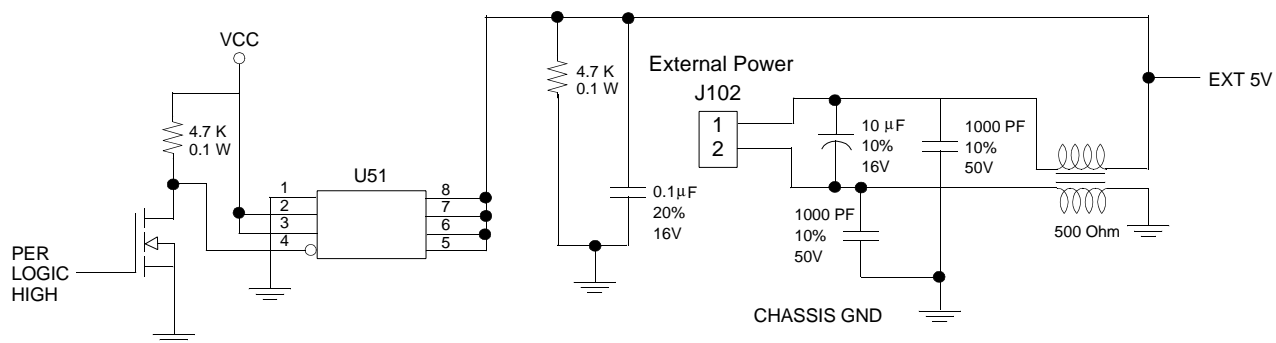 VCC
4.7 K
0.1 W
U51
1
2
3
4
8
7
6
5
PER
LOGIC
HIGH
4.7 K
0.1 W
0.1µF
20%
16V
External Power
J102
1
2
10 µF
10%
16V
1000 PF
10%
50V
1000 PF
10%
50V
EXT 5V
500 Ohm
CHASSIS GND